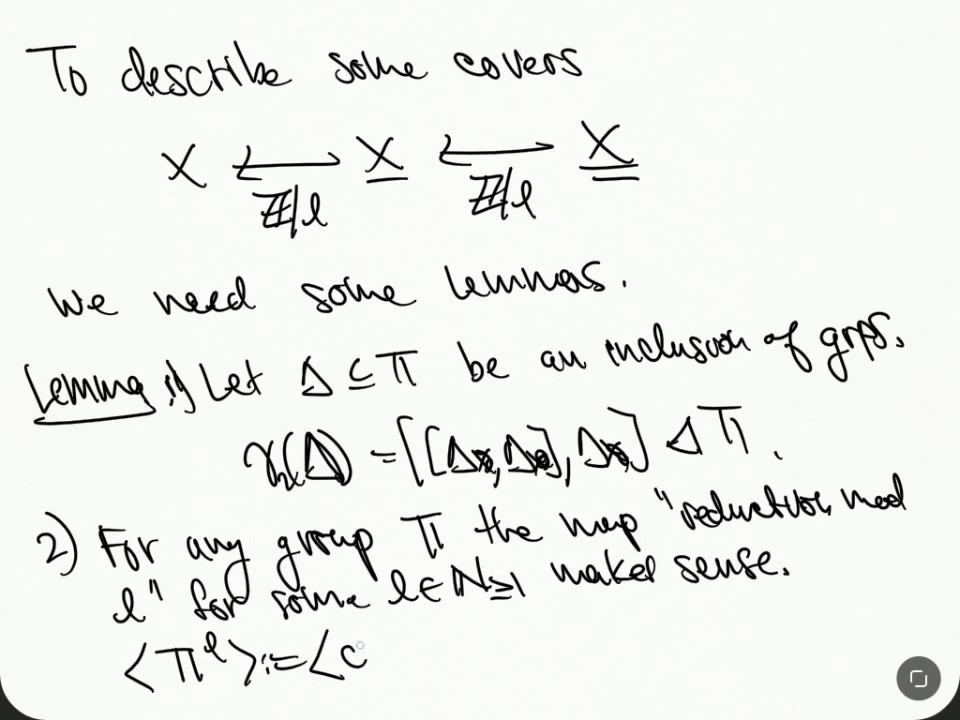 To describe some covers
X ⟵ X̲ ⟵ X̳
ℤ/l ℤ/l
We need some lemmas.
Lemma 1) Let Δ ⊆ Π be an inclusion of grps.
(Δ) = [[Δ, Δ], Δ] ⊲ Π.
2) For any group Π the map "reduction mod
l" for some l ∈ ℕ≥1 makes sense.
⟨Π^l⟩ := ⟨c